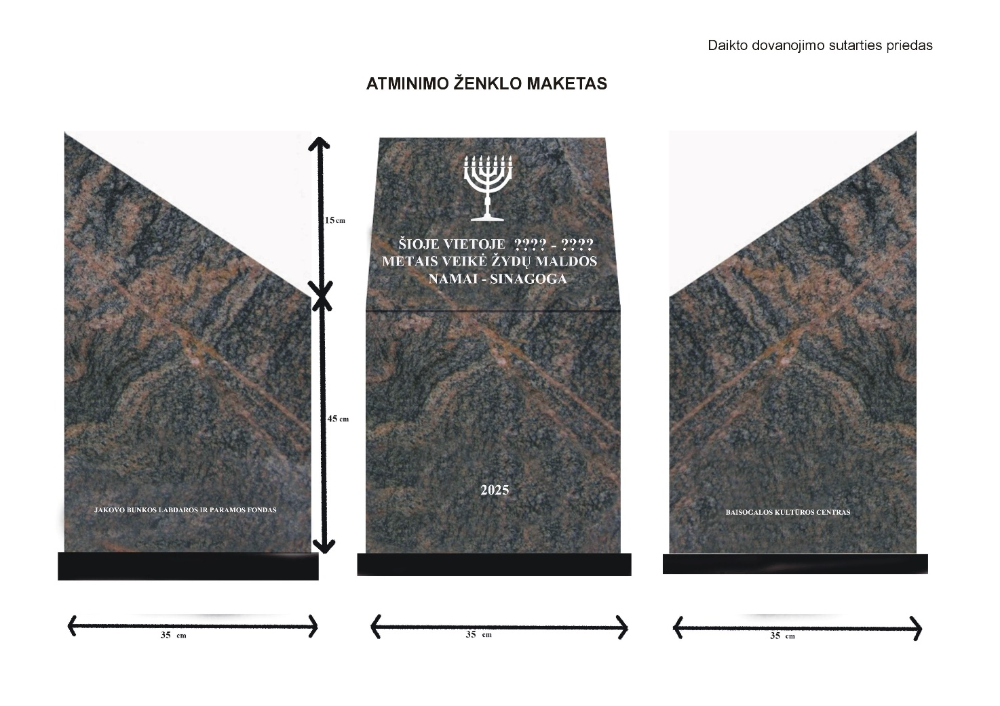 Daikto dovanojimo sutarties priedas
ATMINIMO ŽENKLO MAKETAS
15 cm
ŠIOJE VIETOJE ???? - ????
METAIS VEIKĖ ŽYDŲ MALDOS
NAMAI - SINAGOGA
45 cm
2025
JAKOVO BUNKOS LABDAROS IR PARAMOS FONDAS
BAISOGALOS KULTŪROS CENTRAS
35 cm
35 cm
35 cm